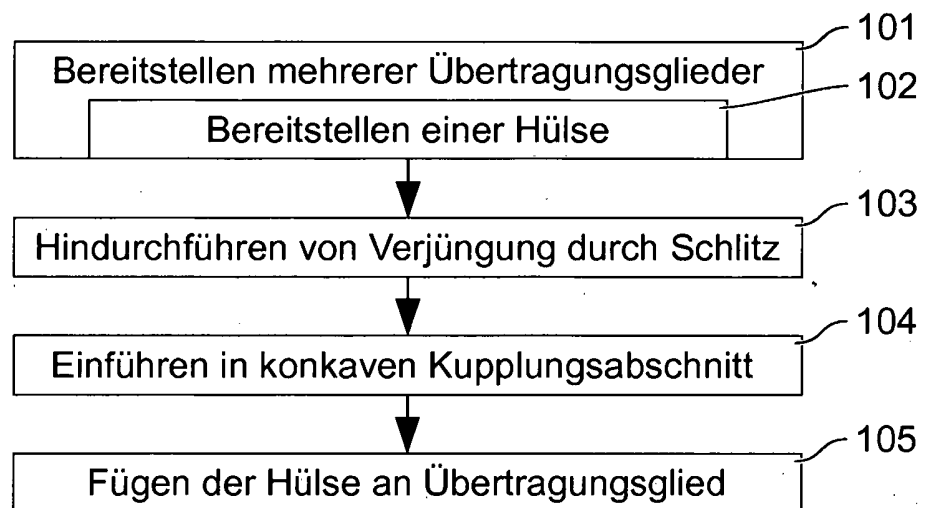 101
Bereitstellen mehrerer Übertragungsglieder
102
Bereitstellen einer Hülse
103
Hindurchführen von Verjüngung durch Schlitz
104
Einführen in konkaven Kupplungsabschnitt
105
Fügen der Hülse an Übertragungsglied